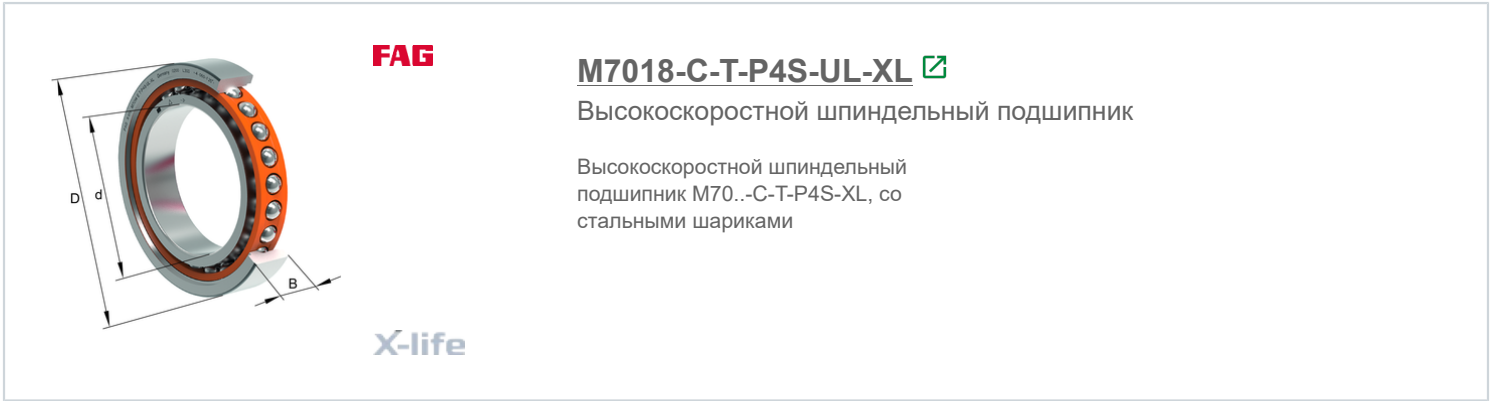 FAG
M7018-C-T-P4S-UL-XL
Высокоскоростной шпиндельный подшипник
Высокоскоростной шпиндельный
подшипник M70..-C-T-P4S-XL, со
стальными шариками
D
d
B
X-life